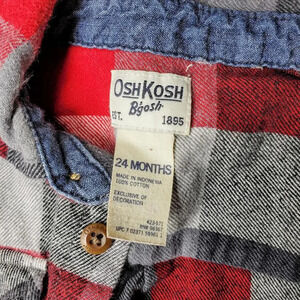 OSHKOSH
B'gosh
EST. 1895
24 MONTHS
MADE IN INDONESIA
100% COTTON
EXCLUSIVE OF
DECORATION